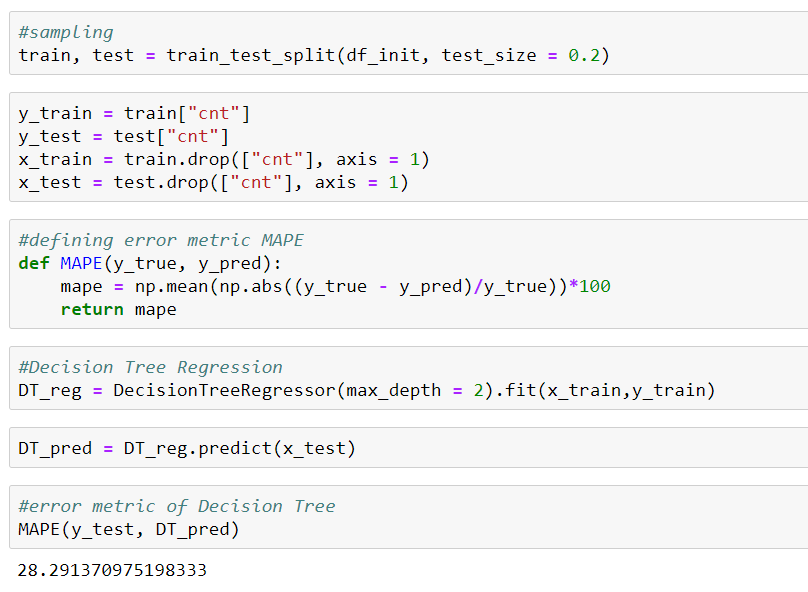 #sampling
train, test = train_test_split(df_init, test_size = 0.2)
y_train = train["cnt"]
y_test = test["cnt"]
x_train = train.drop(["cnt"], axis = 1)
x_test = test.drop(["cnt"], axis = 1)
#defining error metric MAPE
def MAPE(y_true, y_pred):
    mape = np.mean(np.abs((y_true - y_pred)/y_true))*100
    return mape
#Decision Tree Regression
DT_reg = DecisionTreeRegressor(max_depth = 2).fit(x_train,y_train)
DT_pred = DT_reg.predict(x_test)
#error metric of Decision Tree
MAPE(y_test, DT_pred)
28.291370975198333